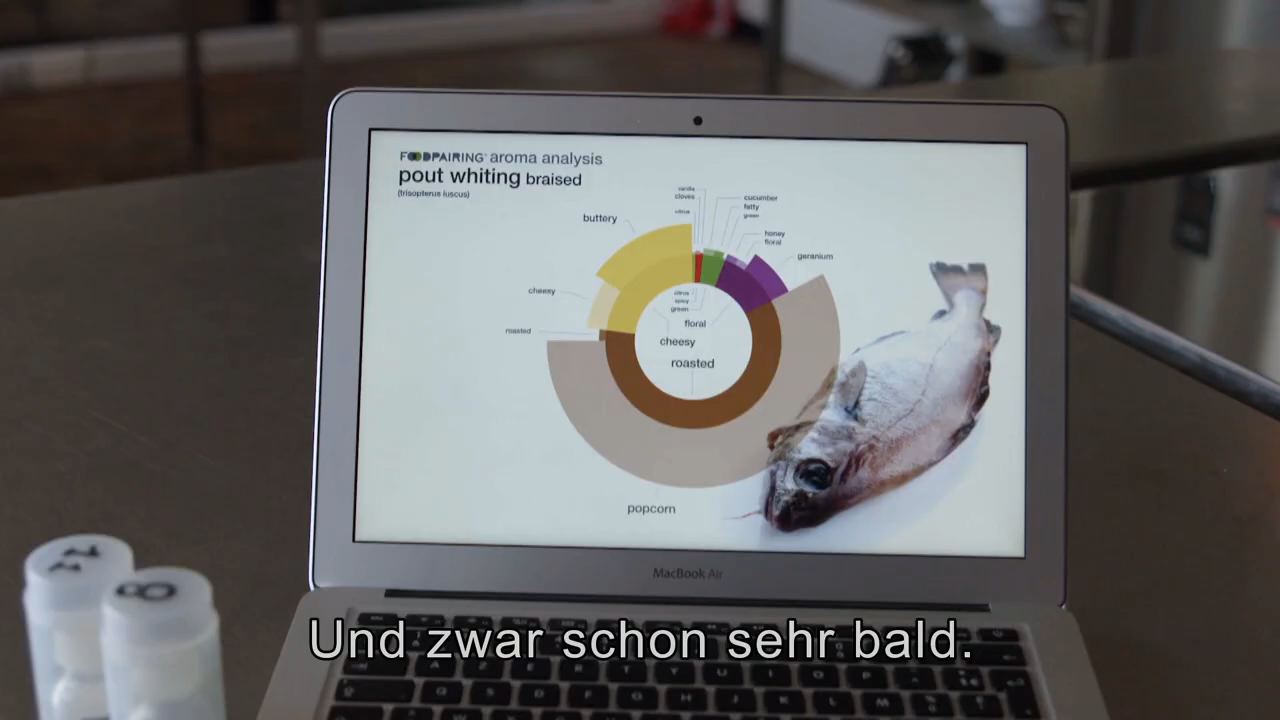 FOODPAIRING® aroma analysis
pout whiting braised
(trisopterus luscus)
vanilla
cloves
citrus
cucumber
fatty
green
honey
floral
geranium
buttery
cheesy
roasted
citrus
spicy
green
floral
cheesy
roasted
popcorn
MacBook Air
8
Und zwar schon sehr bald.